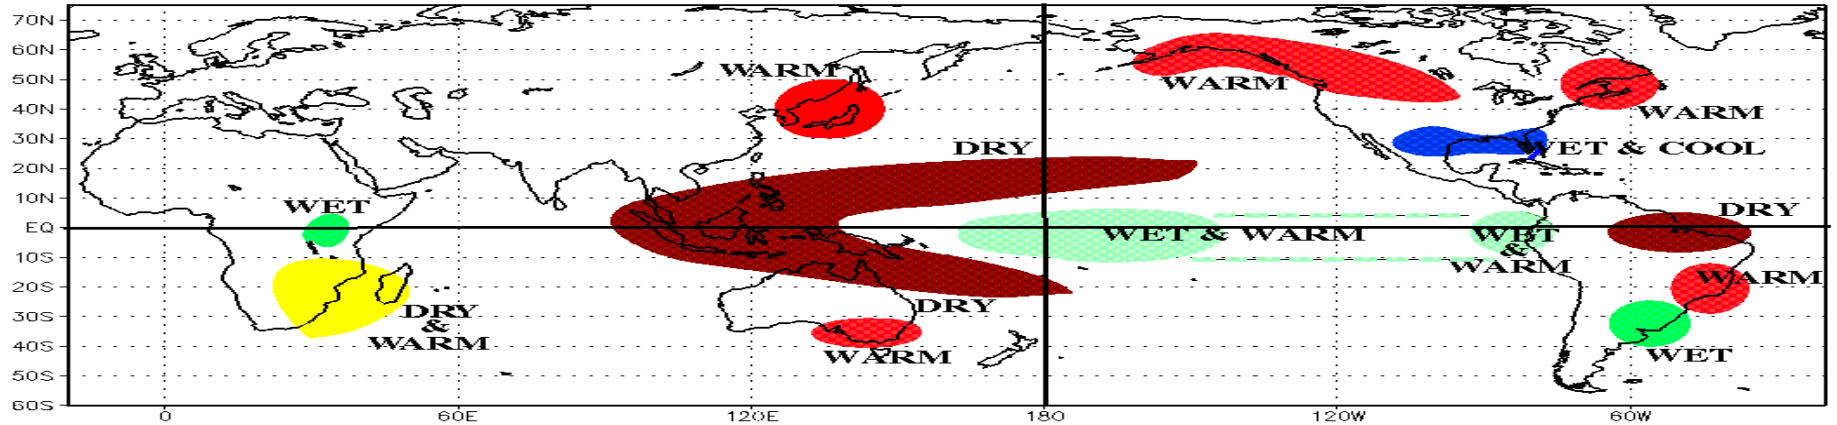 70N
60N
50N
40N
30N
20N
10N
EQ
10S
20S
30S
40S
50S
60S
WARM
WARM
WARM
DRY
WET & COOL
WET
DRY
WET & WARM
WET
&
WARM
WARM
DRY
&
WARM
DRY
WARM
WET
0
60E
120E
180
120W
60W